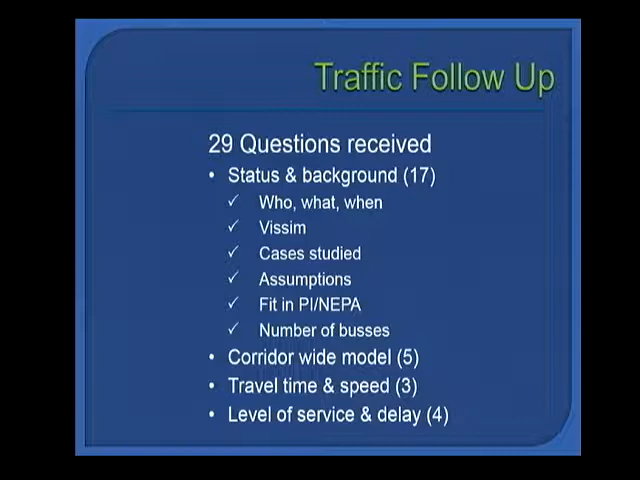 Traffic Follow Up
29 Questions received
• Status & background (17)
✓ Who, what, when
✓ Vissim
✓ Cases studied
✓ Assumptions
✓ Fit in PI/NEPA
✓ Number of busses
• Corridor wide model (5)
• Travel time & speed (3)
• Level of service & delay (4)